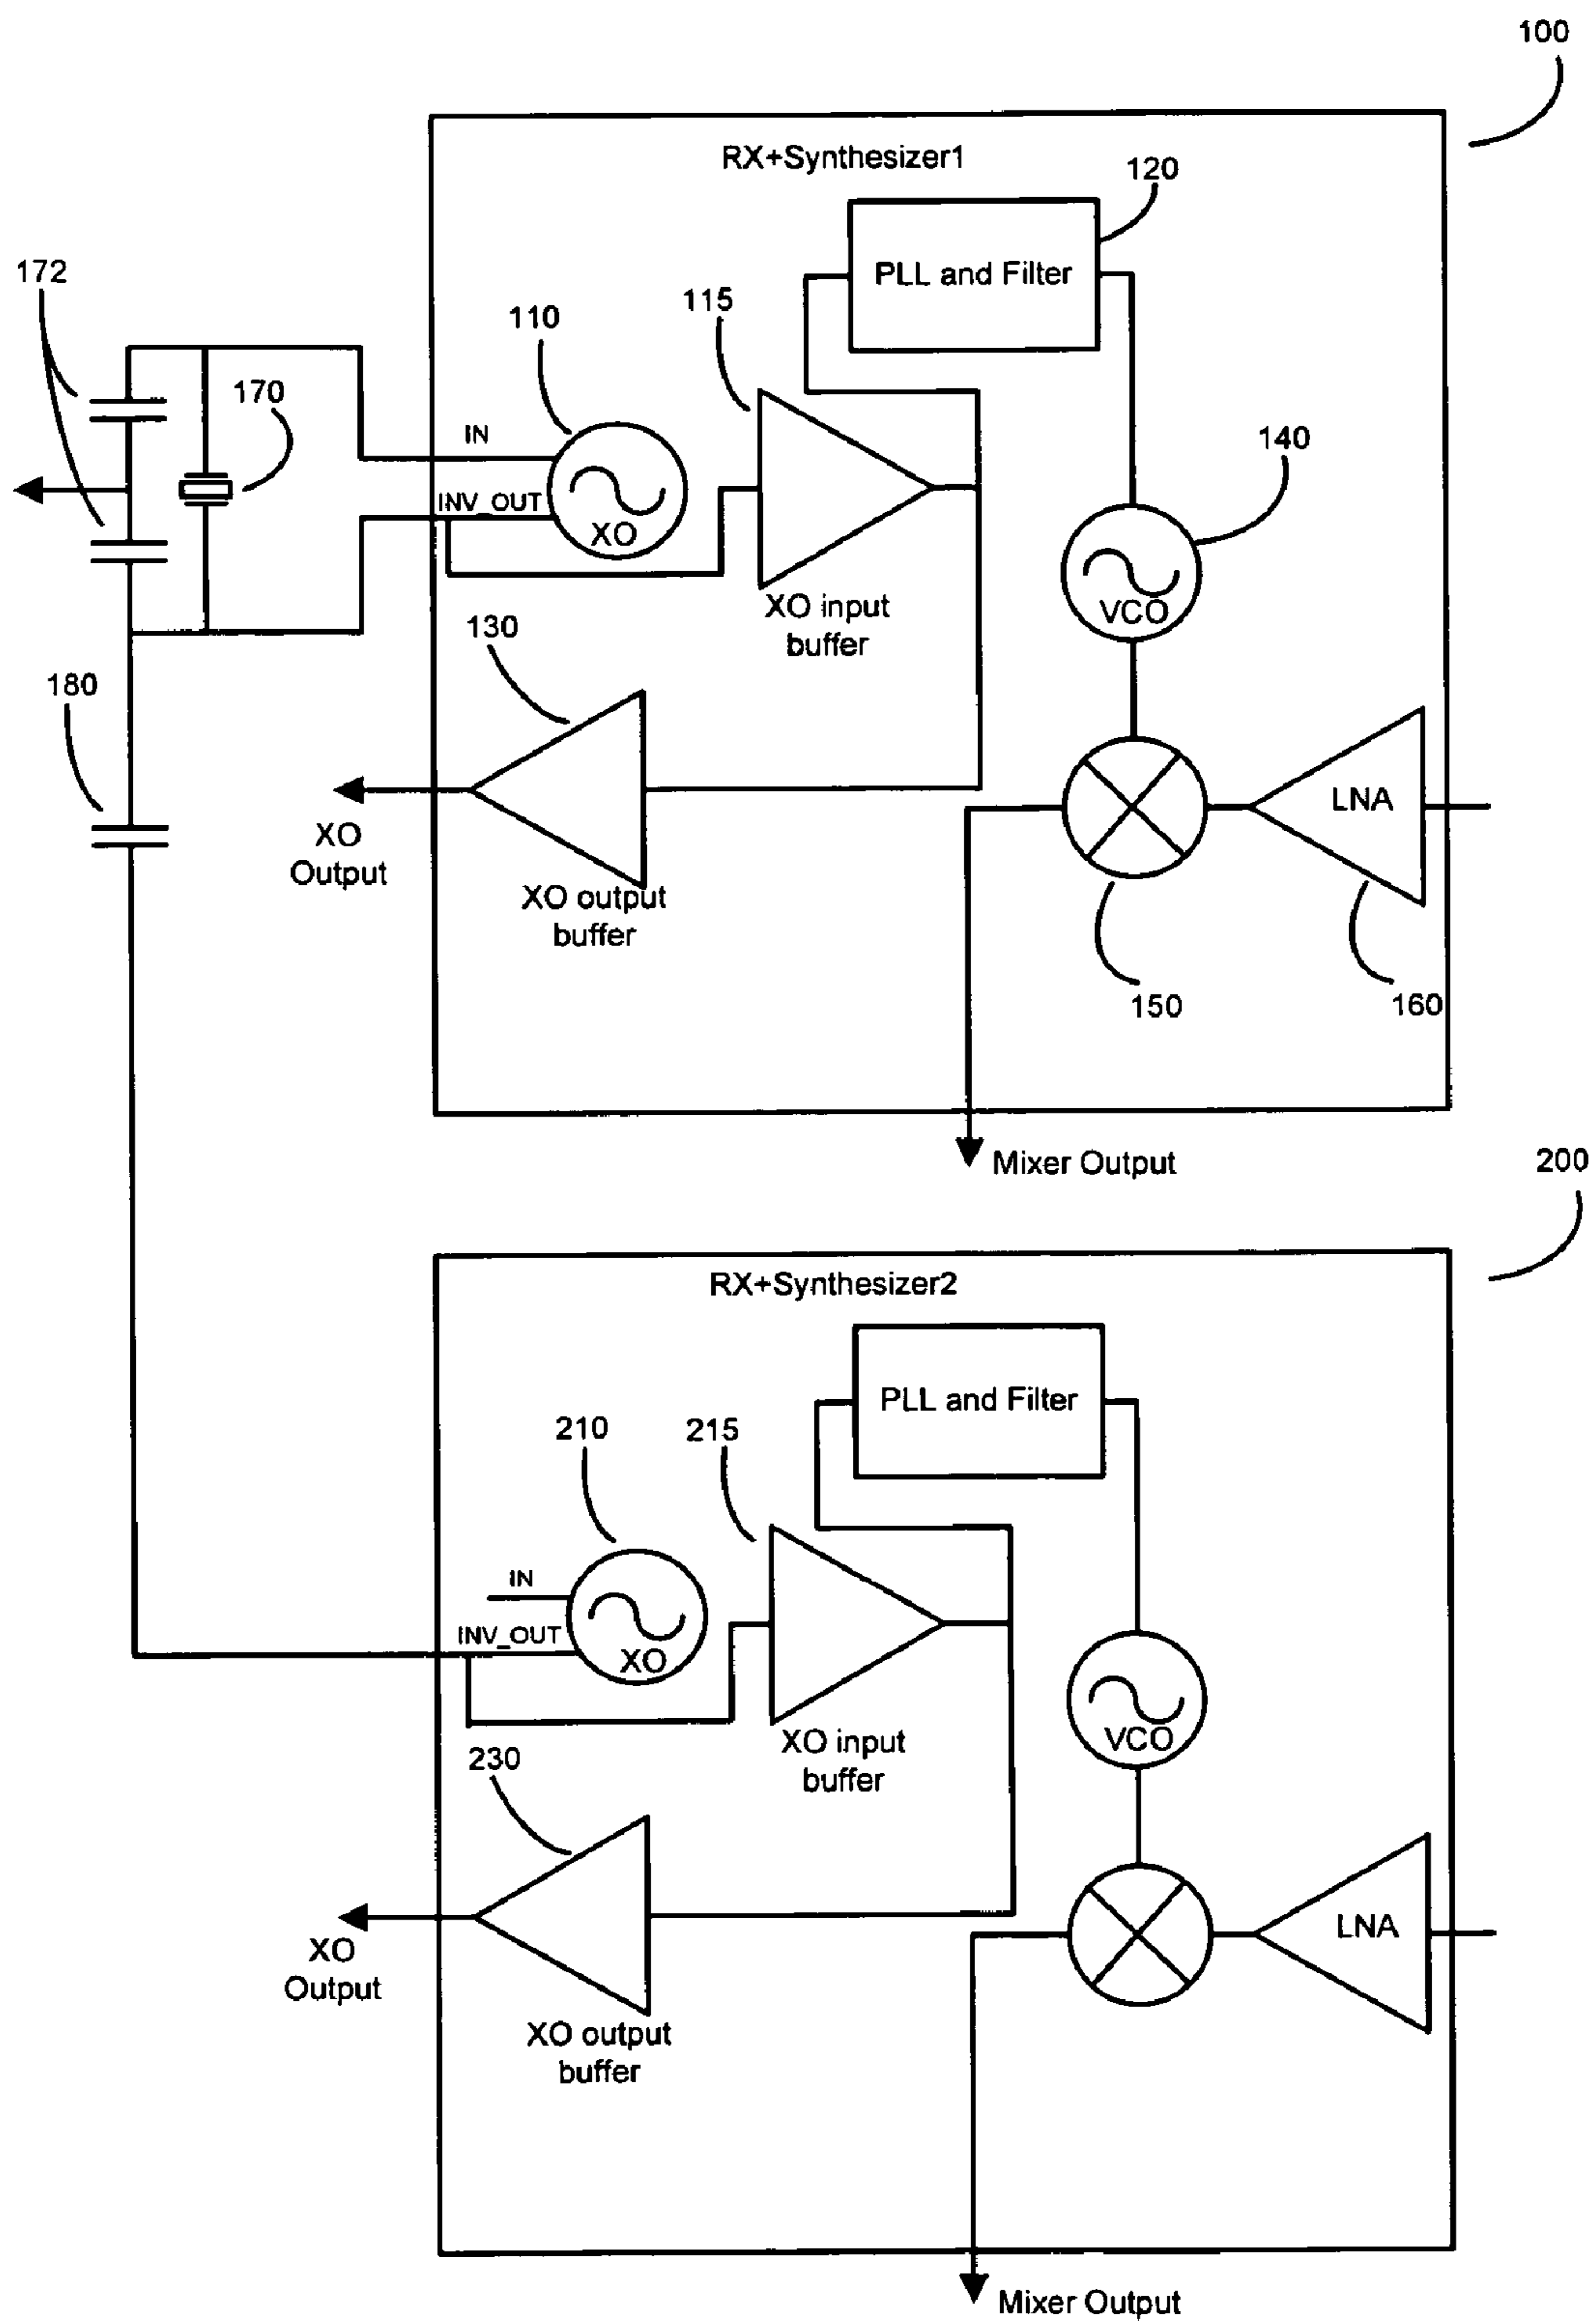 100
RX+Synthesizer1
120
PLL and Filter
172
115
110
170
140
IN
INV_OUT
XO
VCO
XO input
buffer
130
180
LNA
XO
Output
XO output
buffer
150
160
Mixer Output
200
RX+Synthesizer2
PLL and Filter
210
215
IN
INV_OUT
XO
VCO
XO input
buffer
230
LNA
XO
Output
XO output
buffer
Mixer Output